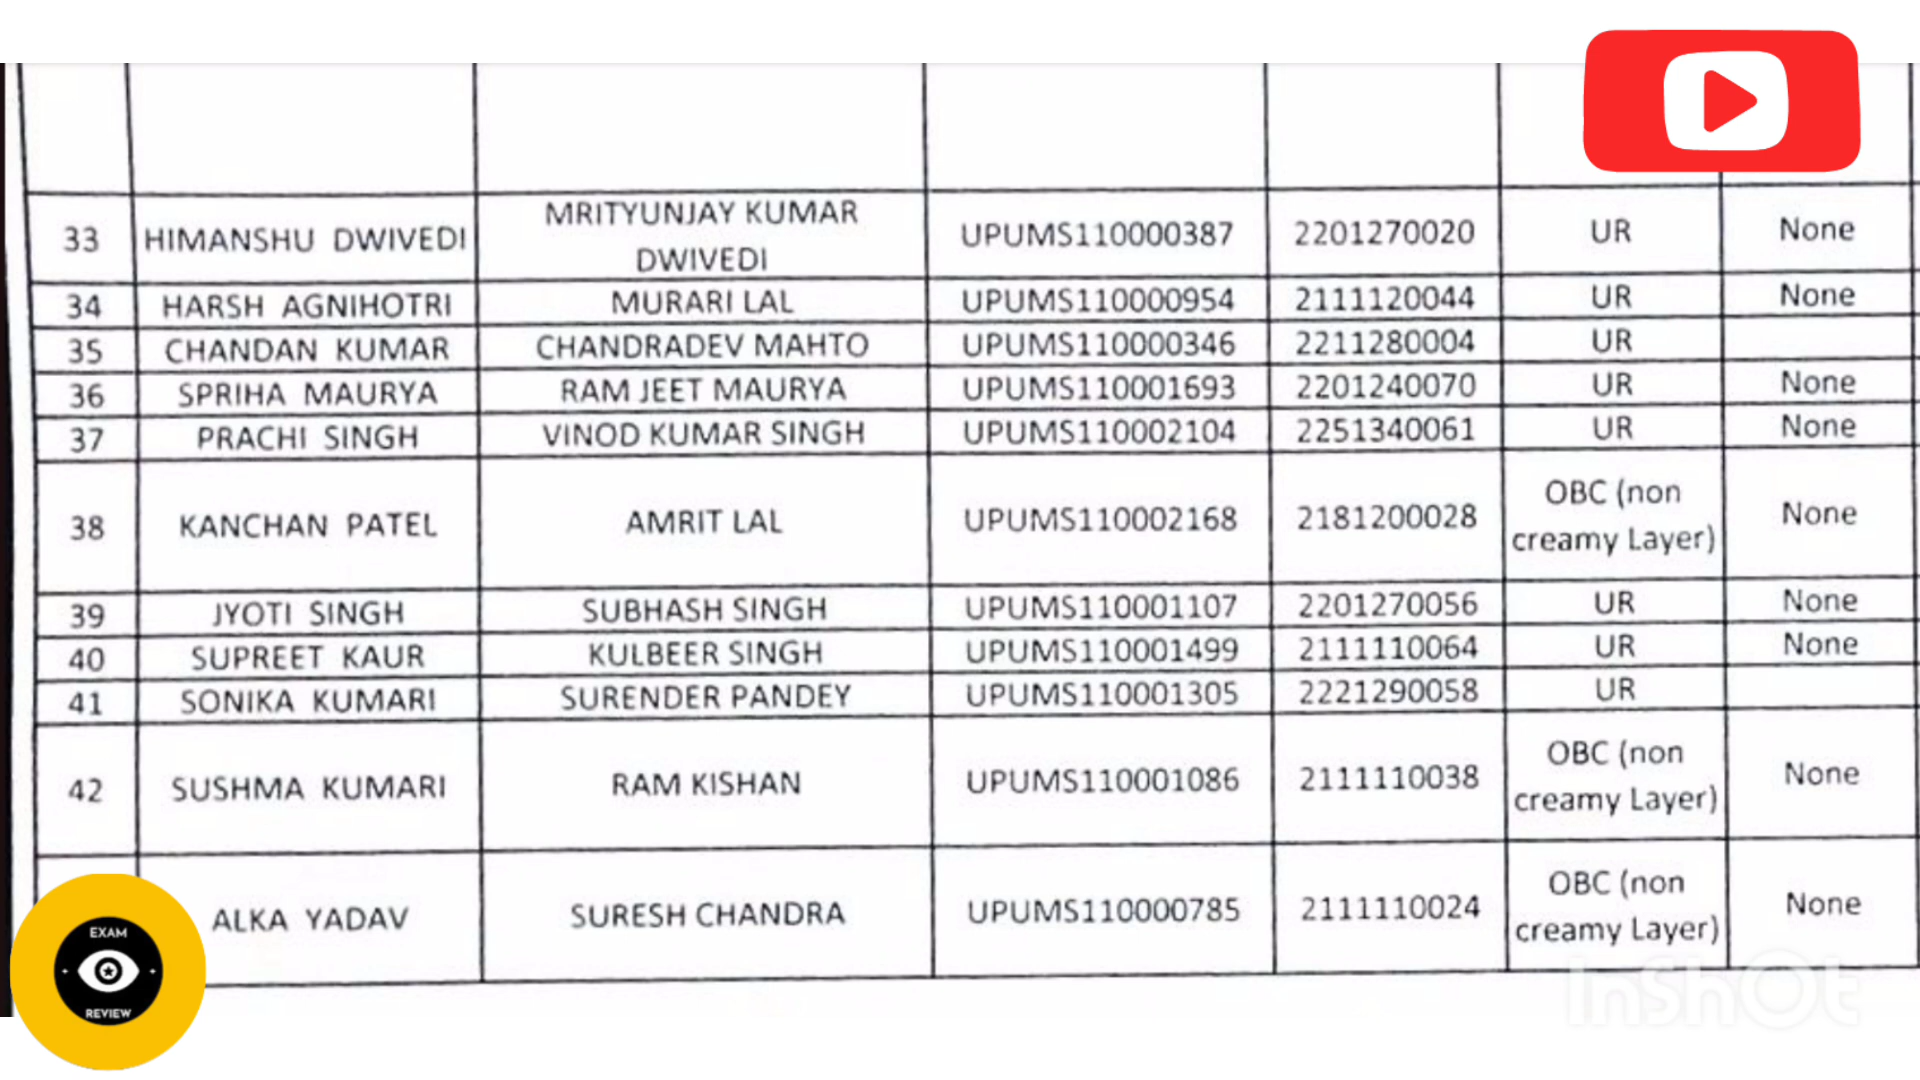 33 HIMANSHU DWIVEDI MRITYUNJAY KUMAR DWIVEDI UPUMS110000387 2201270020 UR None
34 HARSH AGNIHOTRI MURARI LAL UPUMS110000954 2111120044 UR None
35 CHANDAN KUMAR CHANDRADEV MAHTO UPUMS110000346 2211280004 UR
36 SPRIHA MAURYA RAM JEET MAURYA UPUMS110001693 2201240070 UR None
37 PRACHI SINGH VINOD KUMAR SINGH UPUMS110002104 2251340061 UR None
38 KANCHAN PATEL AMRIT LAL UPUMS110002168 2181200028 OBC (non creamy Layer) None
39 JYOTI SINGH SUBHASH SINGH UPUMS110001107 2201270056 UR None
40 SUPREET KAUR KULBEER SINGH UPUMS110001499 2111110064 UR None
41 SONIKA KUMARI SURENDER PANDEY UPUMS110001305 2221290058 UR
42 SUSHMA KUMARI RAM KISHAN UPUMS110001086 2111110038 OBC (non creamy Layer) None
ALKA YADAV SURESH CHANDRA UPUMS110000785 2111110024 OBC (non creamy Layer) None
EXAM
REVIEW
InShOt